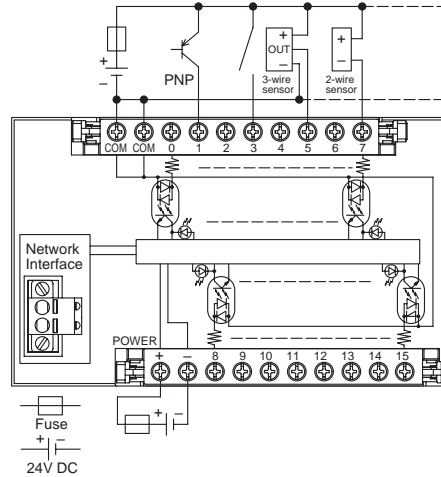 +
−
PNP
+
OUT
−
3-wire
sensor
+
−
2-wire
sensor
COM COM 0 1 2 3 4 5 6 7
Network
Interface
POWER
+ − 8 9 10 11 12 13 14 15
Fuse
+ −
+ −
24V DC